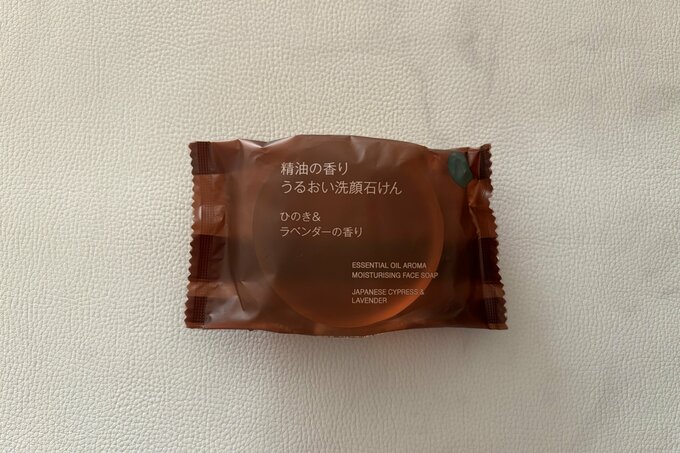 精油の香り
うるおい洗顔石けん
ひのき&
ラベンダーの香り
ESSENTIAL OIL AROMA
MOISTURISING FACE SOAP
JAPANESE CYPRESS &
LAVENDER